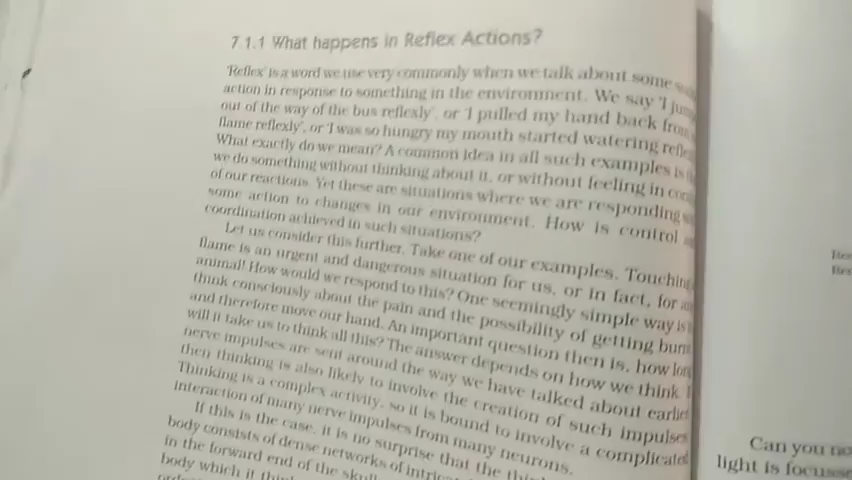 7.1.1 What happens in Reflex Actions?
'Reflex' is a word we use very commonly when we talk about some
action in response to something in the environment. We say 'I
out of the way of the bus reflexly', or 'I pulled my hand back from
flame reflexly', or 'I was so hungry my mouth started watering
What exactly do we mean? A common idea in all such examples is
we do something without thinking about it, or without feeling in
of our reactions. Yet these are situations where we are responding
some action to changes in our environment. How is control
coordination achieved in such situations?
Let us consider this further. Take one of our examples. Touching
flame is an urgent and dangerous situation for us, or in fact, for
animal! How would we respond to this? One seemingly simple way is
think consciously about the pain and the possibility of getting burn
and therefore move our hand. An important question then is, how
will it take us to think all this? The answer depends on how we think.
nerve impulses are sent around the way we have talked about earlier
then thinking is also likely to involve the creation of such impulses
Thinking is a complex activity, so it is bound to involve a complicated
interaction of many nerve impulses from many neurons.
If this is the case, it is no surprise that the
body consists of dense networks of
in the forward end of the
body which it
Can you
light is